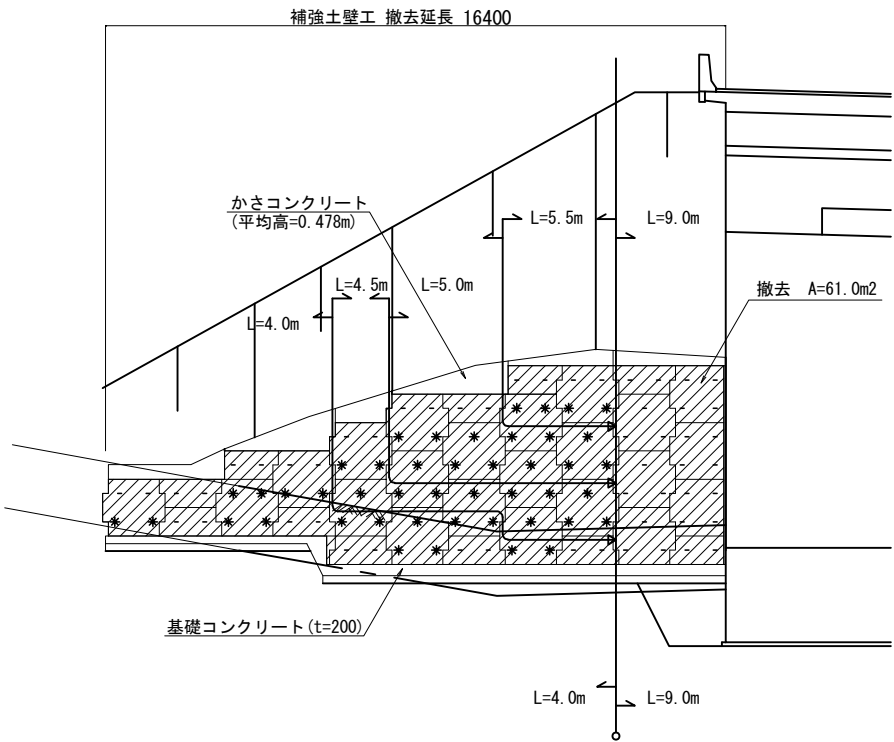 補強土壁工 撤去延長 16400
かさコンクリート
(平均高=0.478m)
L=5.5m
L=9.0m
L=4.5m
L=5.0m
撤去 A=61.0m2
L=4.0m
基礎コンクリート(t=200)
L=4.0m
L=9.0m